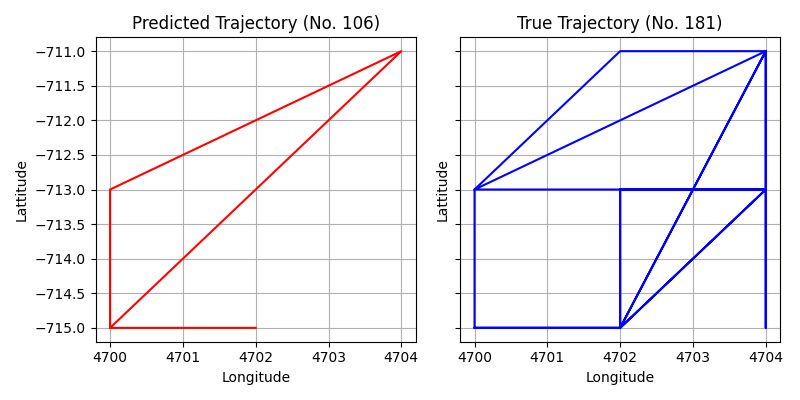 Predicted Trajectory (No. 106)
−711.0
−711.5
−712.0
−712.5
−713.0
−713.5
−714.0
−714.5
−715.0
Lattitude
4700 4701 4702 4703 4704
Longitude
True Trajectory (No. 181)
Lattitude
4700 4701 4702 4703 4704
Longitude